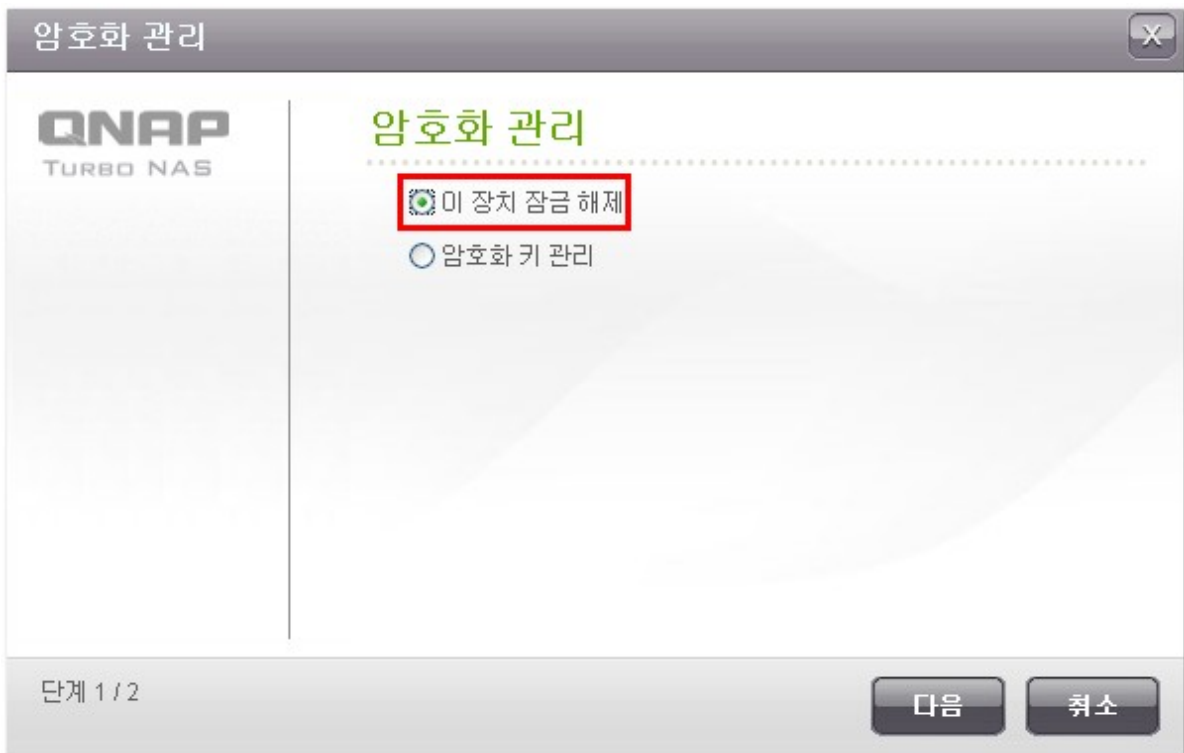 암호화 관리
X
QNAP
TURBO NAS
암호화 관리
이 장치 잠금 해제
암호화 키 관리
단계 1 / 2
다음
취소